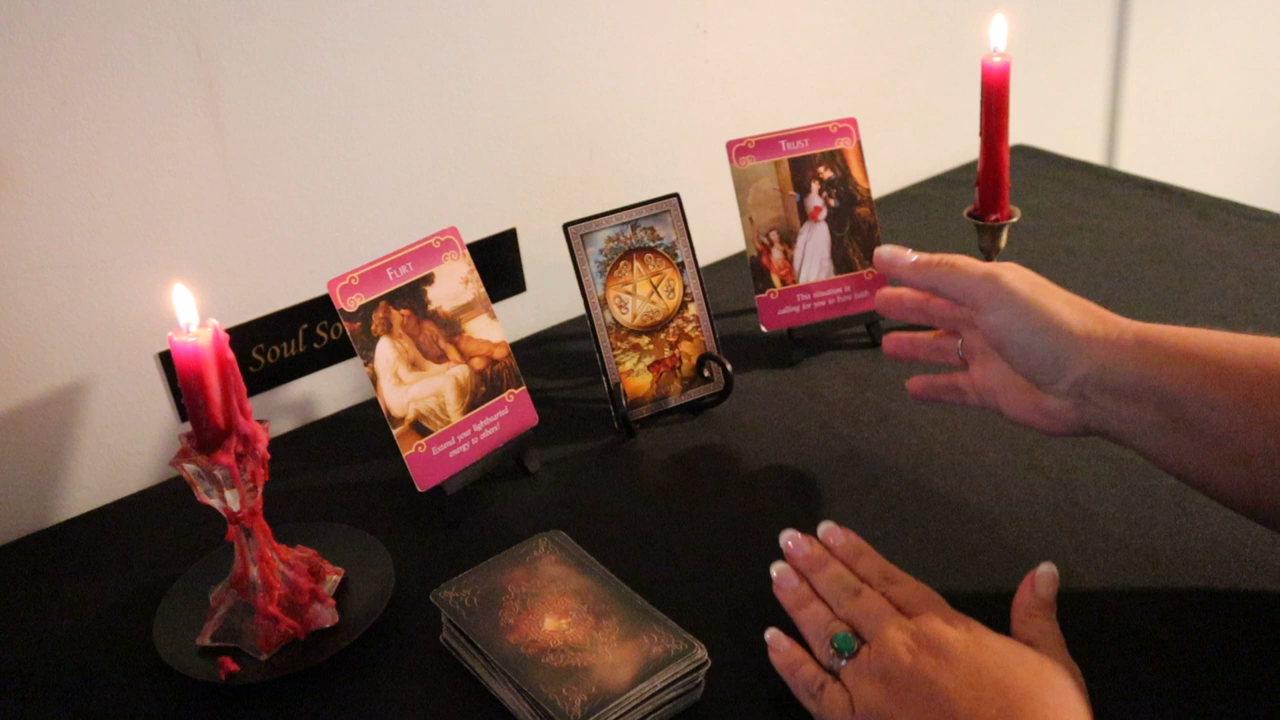 Soul So
FLIRT
Extend your lighthearted
energy to others!
TRUST
This situation is
calling for you to have faith